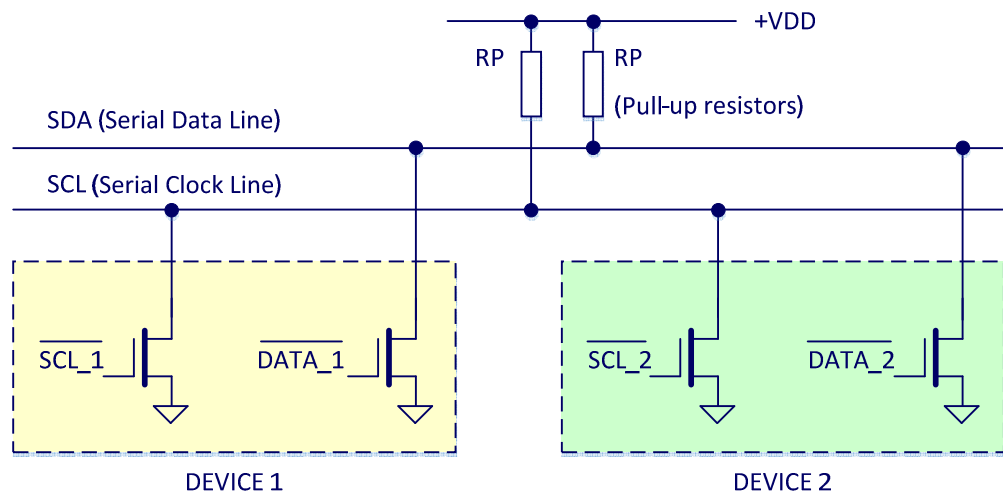 +VDD
RP
RP
(Pull-up resistors)
SDA (Serial Data Line)
SCL (Serial Clock Line)
SCL_1
DATA_1
SCL_2
DATA_2
DEVICE 1
DEVICE 2